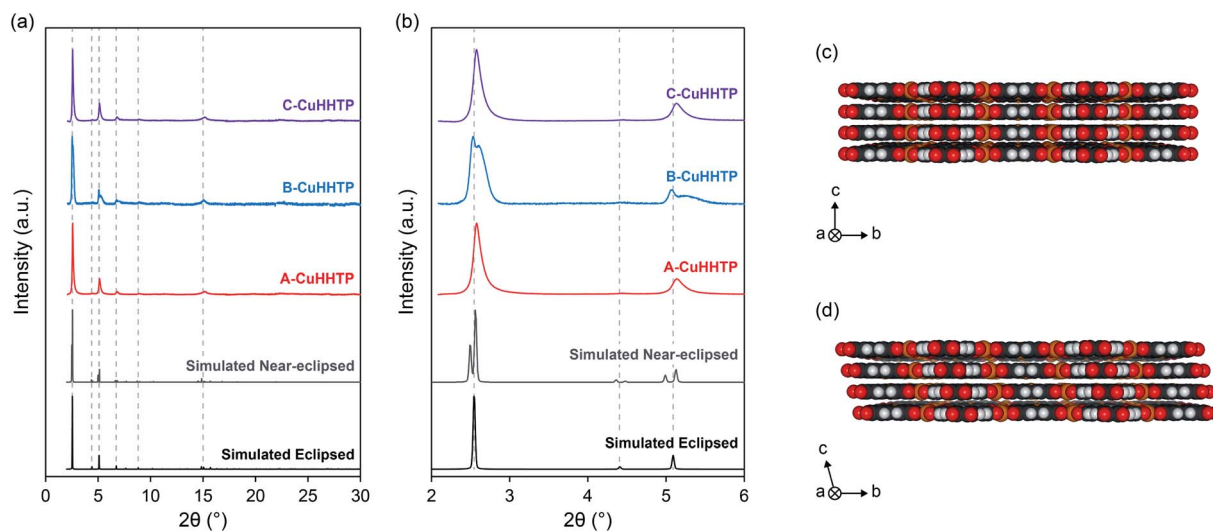 (a)
Intensity (a.u.)
C-CuHHTP
B-CuHHTP
A-CuHHTP
Simulated Near-eclipsed
Simulated Eclipsed
0 5 10 15 20 25 30
2θ (°)
(b)
Intensity (a.u.)
C-CuHHTP
B-CuHHTP
A-CuHHTP
Simulated Near-eclipsed
Simulated Eclipsed
2 3 4 5 6
2θ (°)
(c)
c
a b
(d)
c
a b